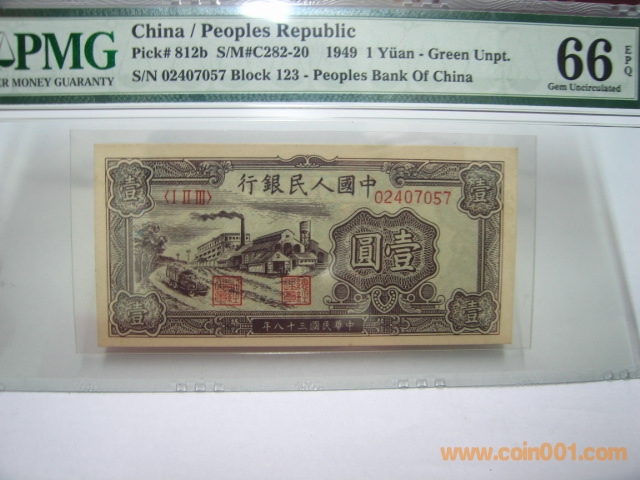 PMG
ER MONEY GUARANTY
China / Peoples Republic
Pick# 812b S/M#C282-20 1949 1 Yüan - Green Unpt.
S/N 02407057 Block 123 - Peoples Bank Of China
66 EPQ
Gem Uncirculated
行銀民人國中
〈I II III〉
02407057
壹
壹
圓壹
壹
壹
年八十三國民華中
www.coin001.com